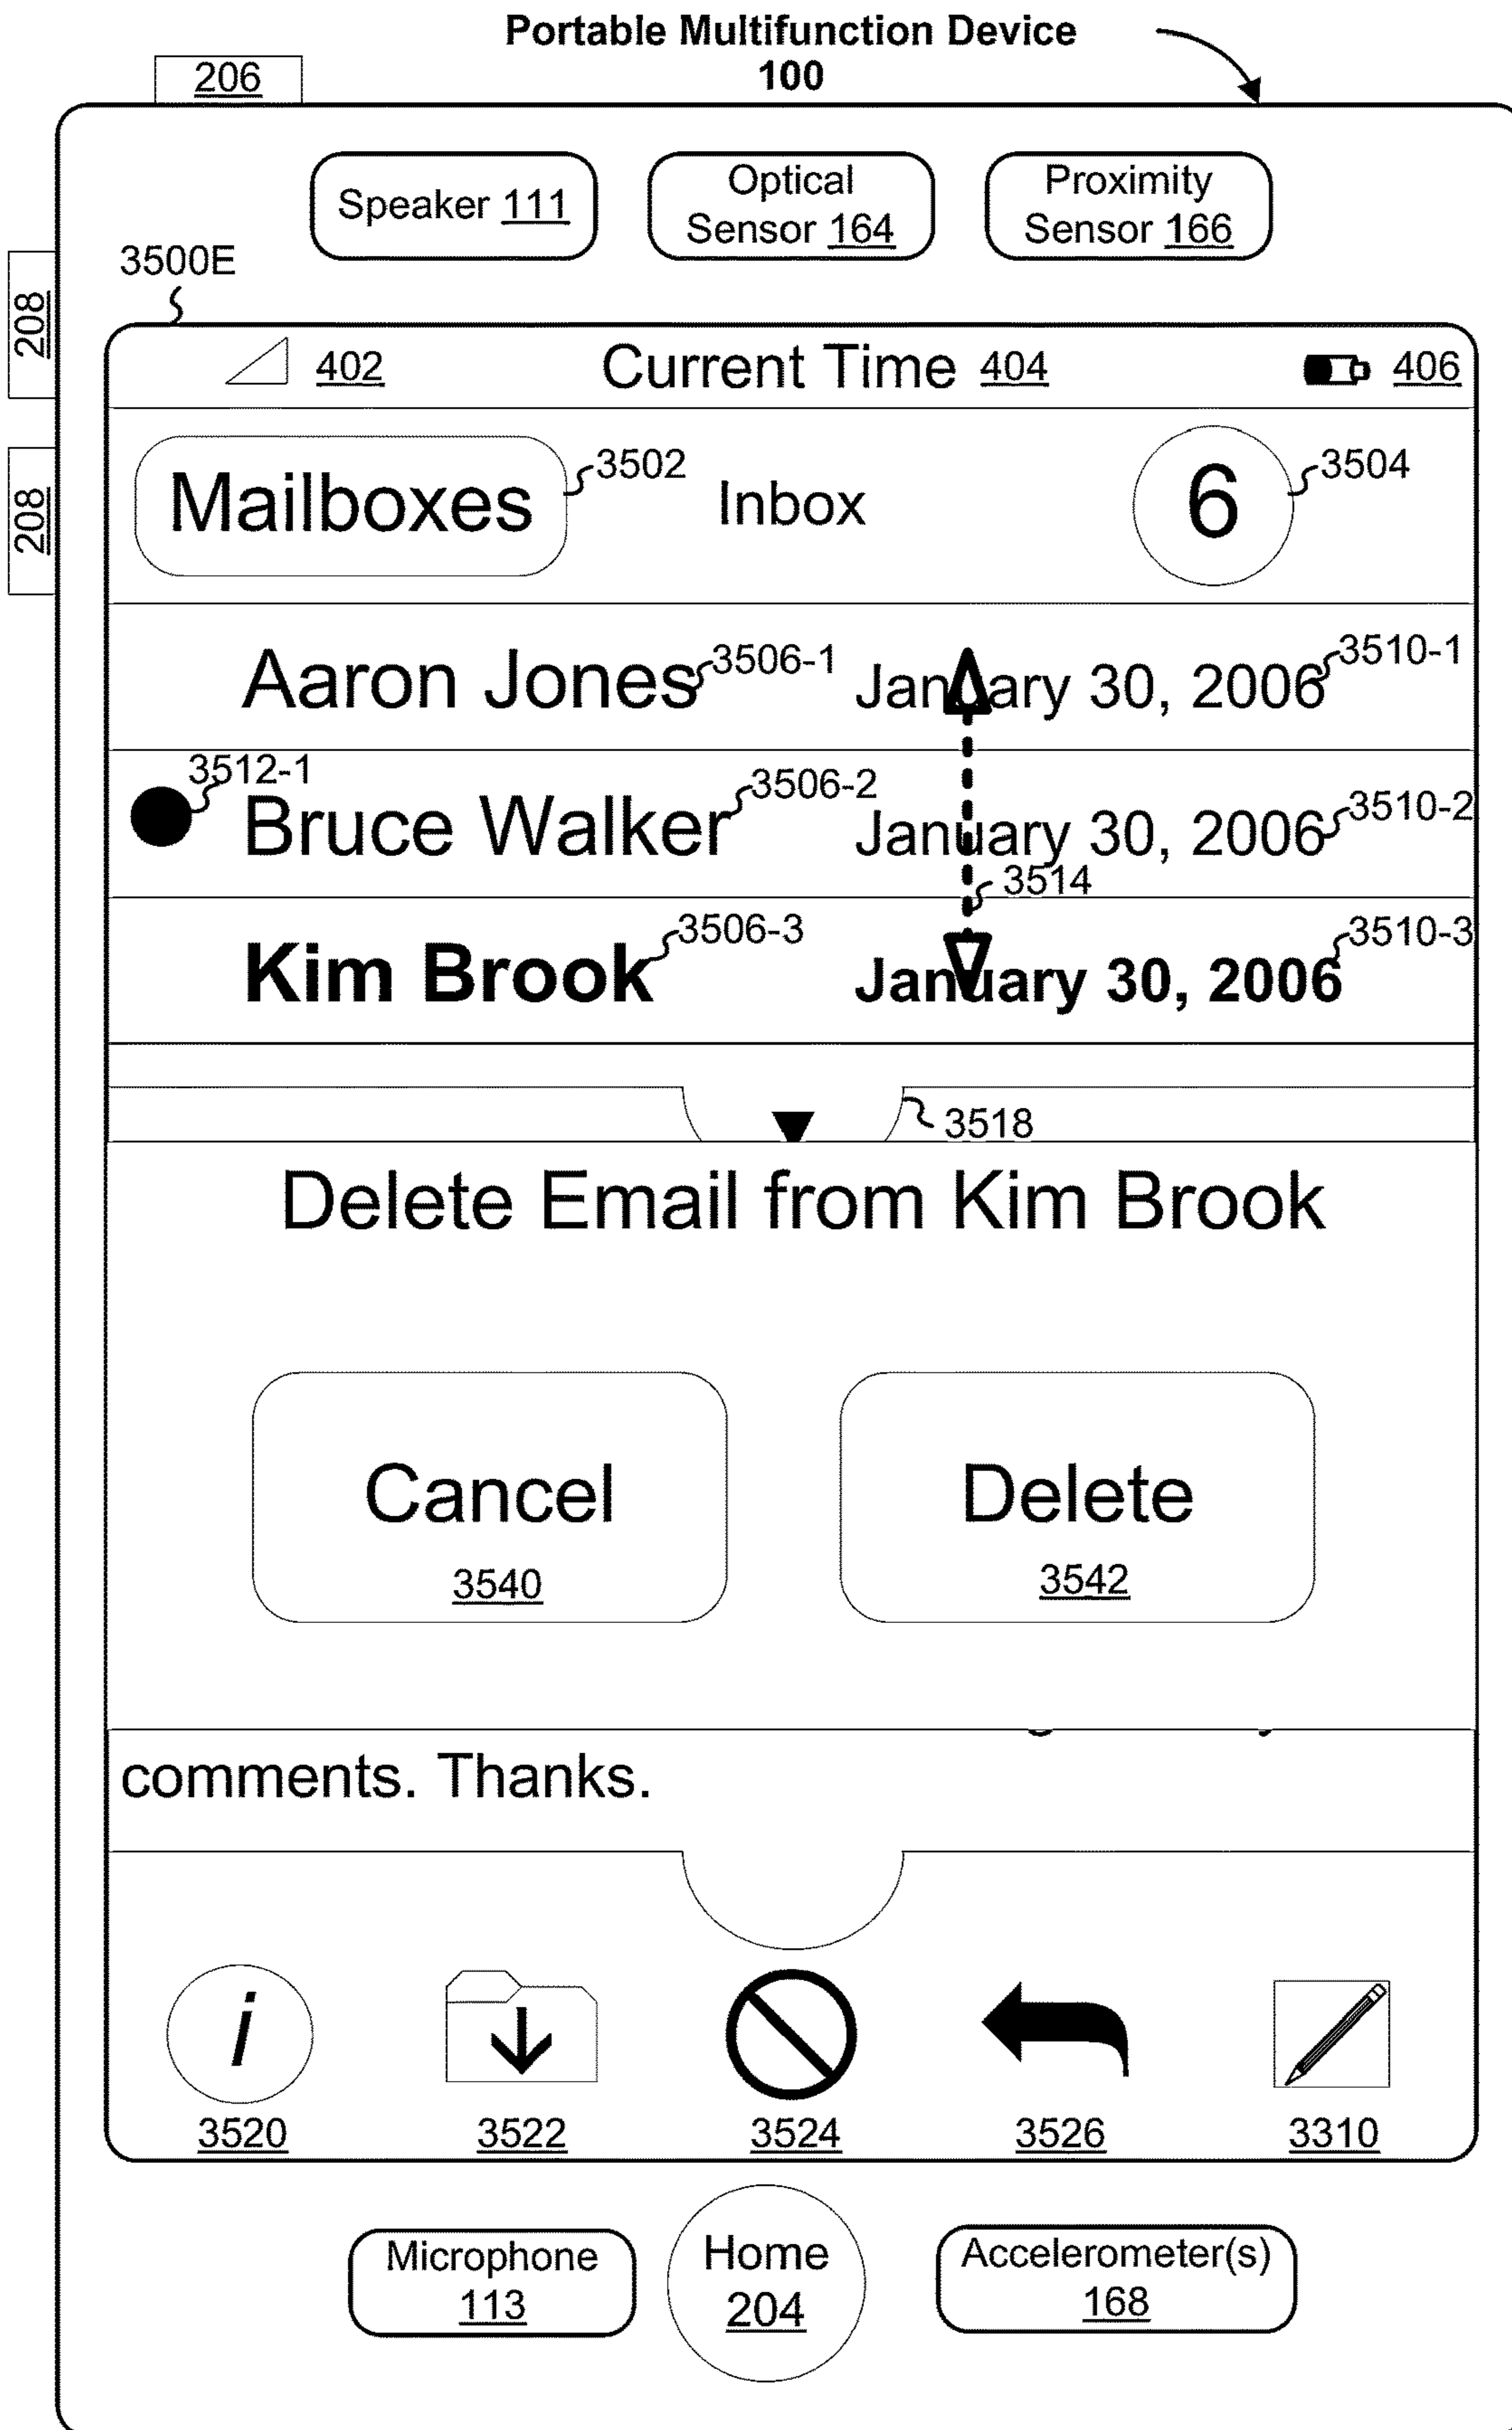 Portable Multifunction Device
100
206
Speaker 111
Optical
Sensor 164
Proximity
Sensor 166
3500E
208
208
402
Current Time 404
406
Mailboxes
3502
Inbox
6
3504
Aaron Jones
3506-1
January 30, 2006
3510-1
3512-1
Bruce Walker
3506-2
January 30, 2006
3510-2
3514
Kim Brook
3506-3
January 30, 2006
3510-3
3518
Delete Email from Kim Brook
Cancel
3540
Delete
3542
comments. Thanks.
i
3520
3522
3524
3526
3310
Microphone
113
Home
204
Accelerometer(s)
168